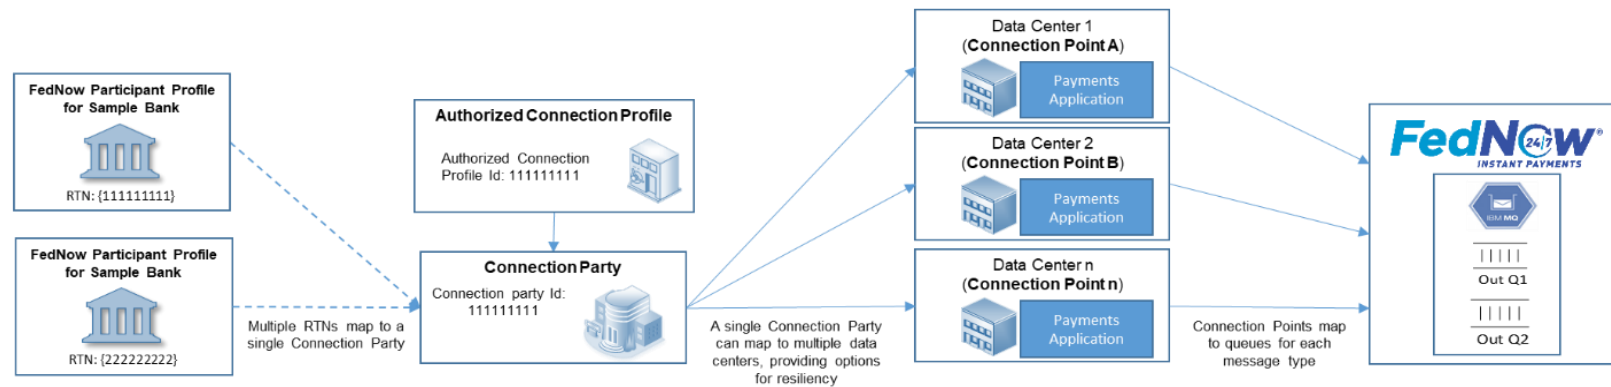 FedNow Participant Profile
for Sample Bank
RTN: {111111111}
FedNow Participant Profile
for Sample Bank
RTN: {222222222}
Multiple RTNs map to a
single Connection Party
Authorized Connection Profile
Authorized Connection
Profile Id: 111111111
Connection Party
Connection party Id:
111111111
A single Connection Party
can map to multiple data
centers, providing options
for resiliency
Data Center 1
(Connection Point A)
Payments
Application
Data Center 2
(Connection Point B)
Payments
Application
Data Center n
(Connection Point n)
Payments
Application
Connection Points map
to queues for each
message type
FedNow®
24/7
INSTANT PAYMENTS
IBM MQ
Out Q1
Out Q2